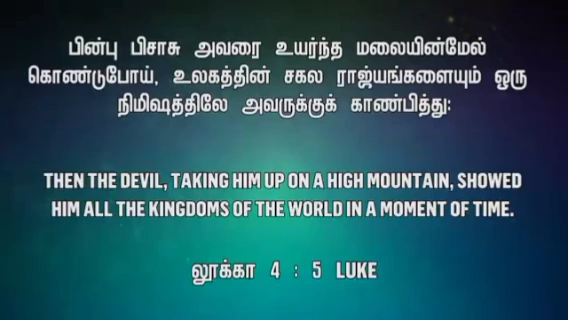 பின்பு பிசாசு அவரை உயர்ந்த மலையின்மேல்
கொண்டுபோய், உலகத்தின் சகல ராஜ்யங்களையும் ஒரு
நிமிஷத்திலே அவருக்குக் காண்பித்து:
THEN THE DEVIL, TAKING HIM UP ON A HIGH MOUNTAIN, SHOWED
HIM ALL THE KINGDOMS OF THE WORLD IN A MOMENT OF TIME.
லூக்கா 4 : 5 LUKE